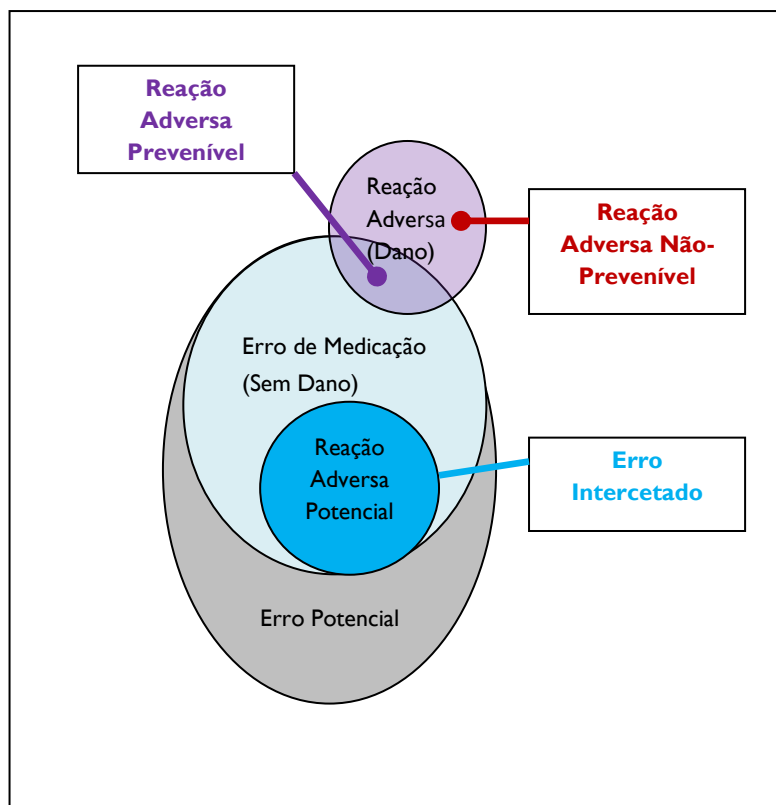 Reação
Adversa
Prevenível
Reação
Adversa
(Dano)
Reação
Adversa Não-
Prevenível
Erro de Medicação
(Sem Dano)
Reação
Adversa
Potencial
Erro
Intercetado
Erro Potencial